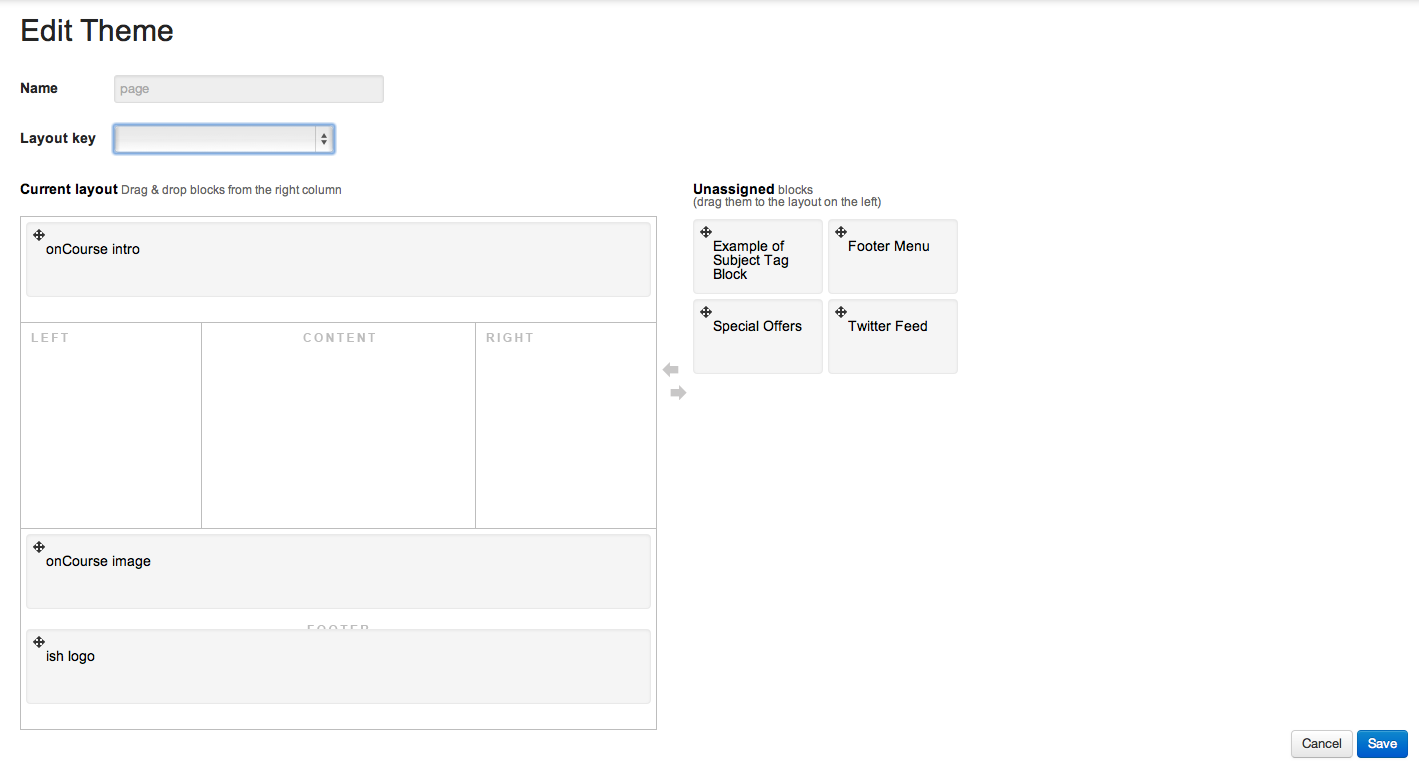 Edit Theme
Name
page
Layout key
Current layout Drag & drop blocks from the right column
onCourse intro
LEFT
CONTENT
RIGHT
onCourse image
FOOTER
ish logo
Unassigned blocks
(drag them to the layout on the left)
Example of
Subject Tag
Block
Footer Menu
Special Offers
Twitter Feed
Cancel
Save